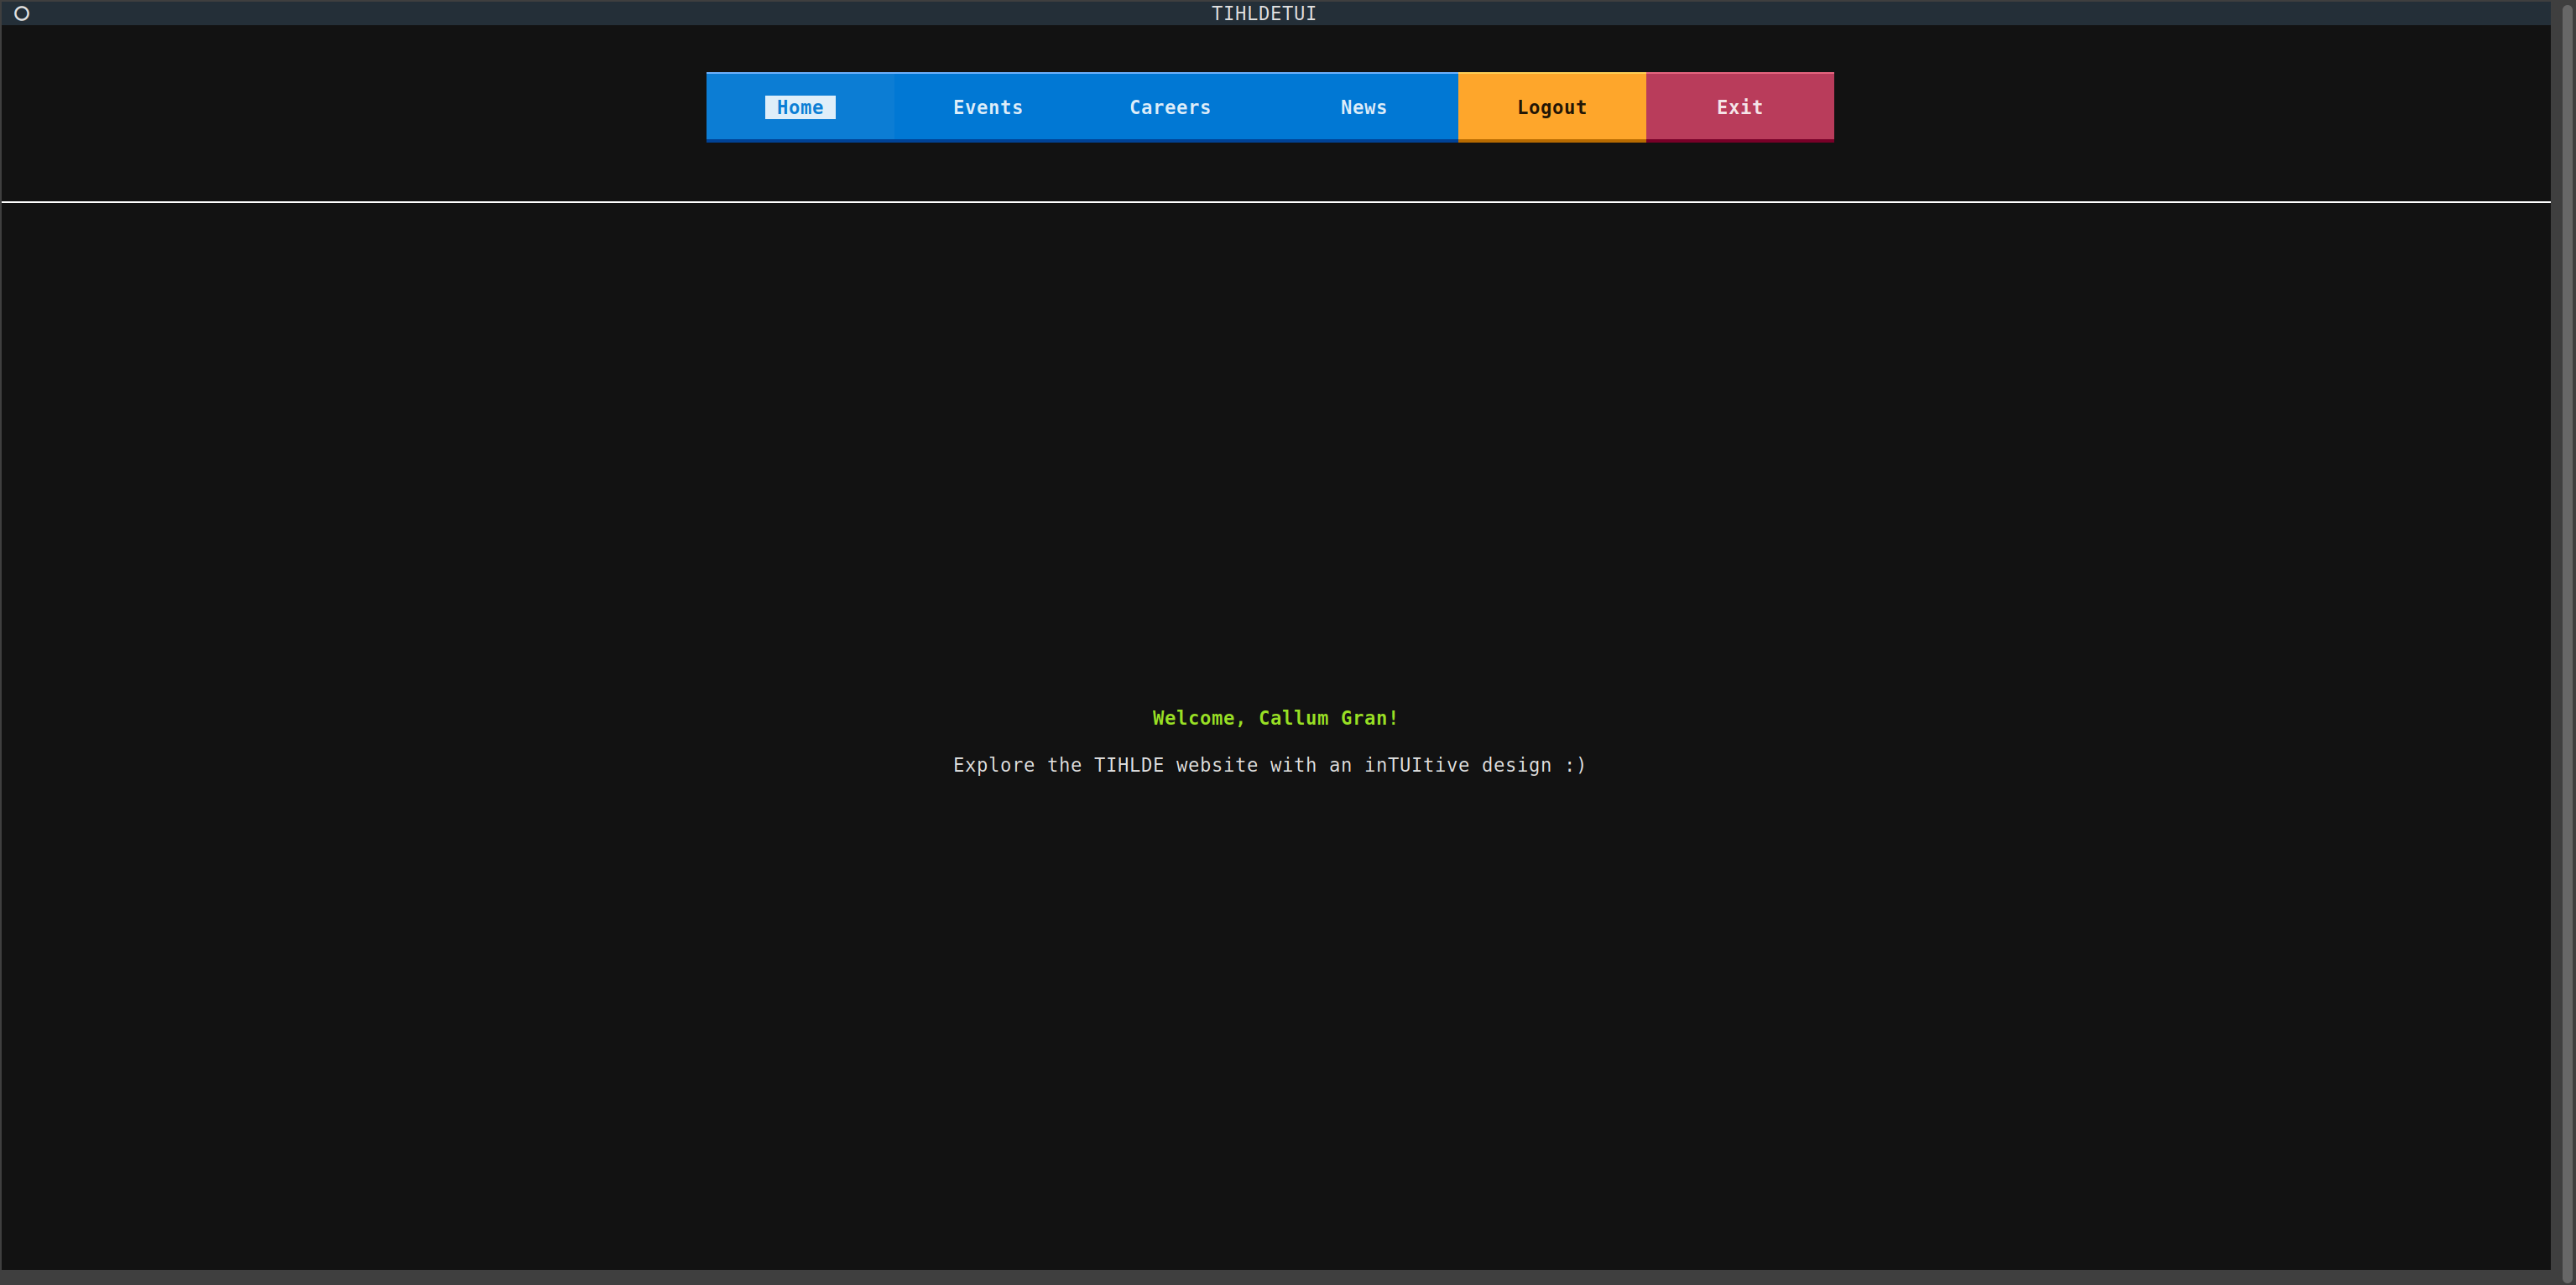 TIHLDETUI
Home Events Careers News Logout Exit
Welcome, Callum Gran!
Explore the TIHLDE website with an inTUItive design :)